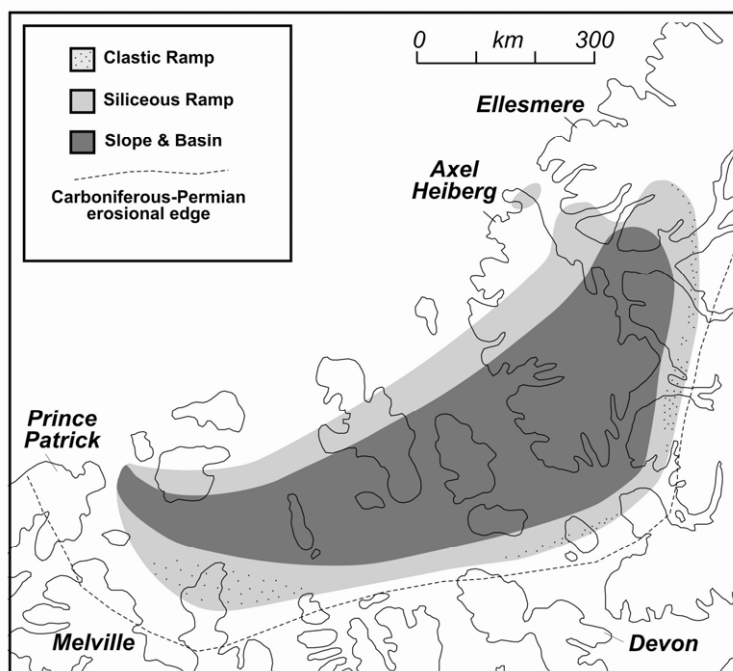 Clastic Ramp
Siliceous Ramp
Slope & Basin
Carboniferous-Permian
erosional edge
0 km 300
Ellesmere
Axel
Heiberg
Prince
Patrick
Melville
Devon